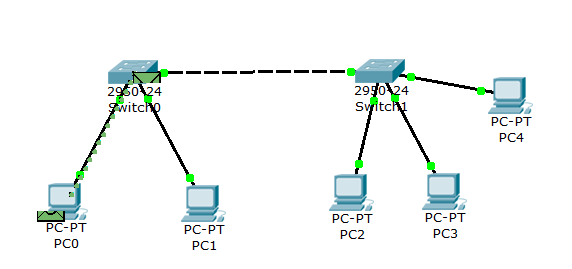 2950-24
Switch0
2950-24
Switch1
PC-PT
PC4
PC-PT
PC0
PC-PT
PC1
PC-PT
PC2
PC-PT
PC3